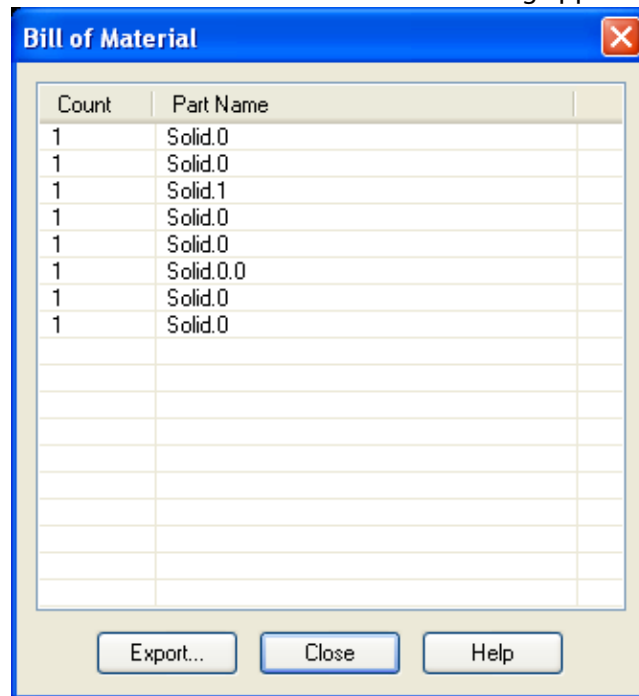 Bill of Material
Count Part Name
1 Solid.0
1 Solid.0
1 Solid.1
1 Solid.0
1 Solid.0
1 Solid.0.0
1 Solid.0
1 Solid.0
Export... Close Help